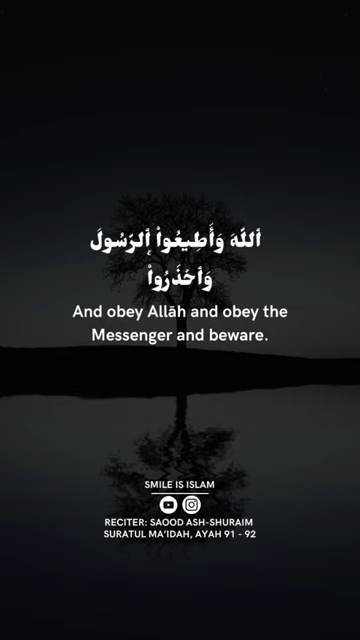 ٱللَّهَ وَأَطِيعُوا۟ ٱلرَّسُولَ
وَٱحْذَرُوا۟
And obey Allāh and obey the
Messenger and beware.
SMILE IS ISLAM
RECITER: SAOOD ASH-SHURAIM
SURATUL MA'IDAH, AYAH 91 - 92